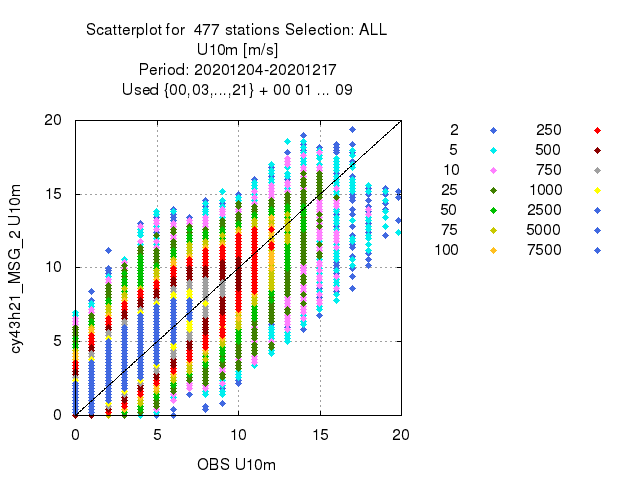 Scatterplot for  477 stations Selection: ALL
U10m [m/s]
Period: 20201204-20201217
Used {00,03,...,21} + 00 01 ... 09
cy43h21_MSG_2 U10m
20
15
10
5
0
0 5 10 15 20
OBS U10m
2 250
5 500
10 750
25 1000
50 2500
75 5000
100 7500